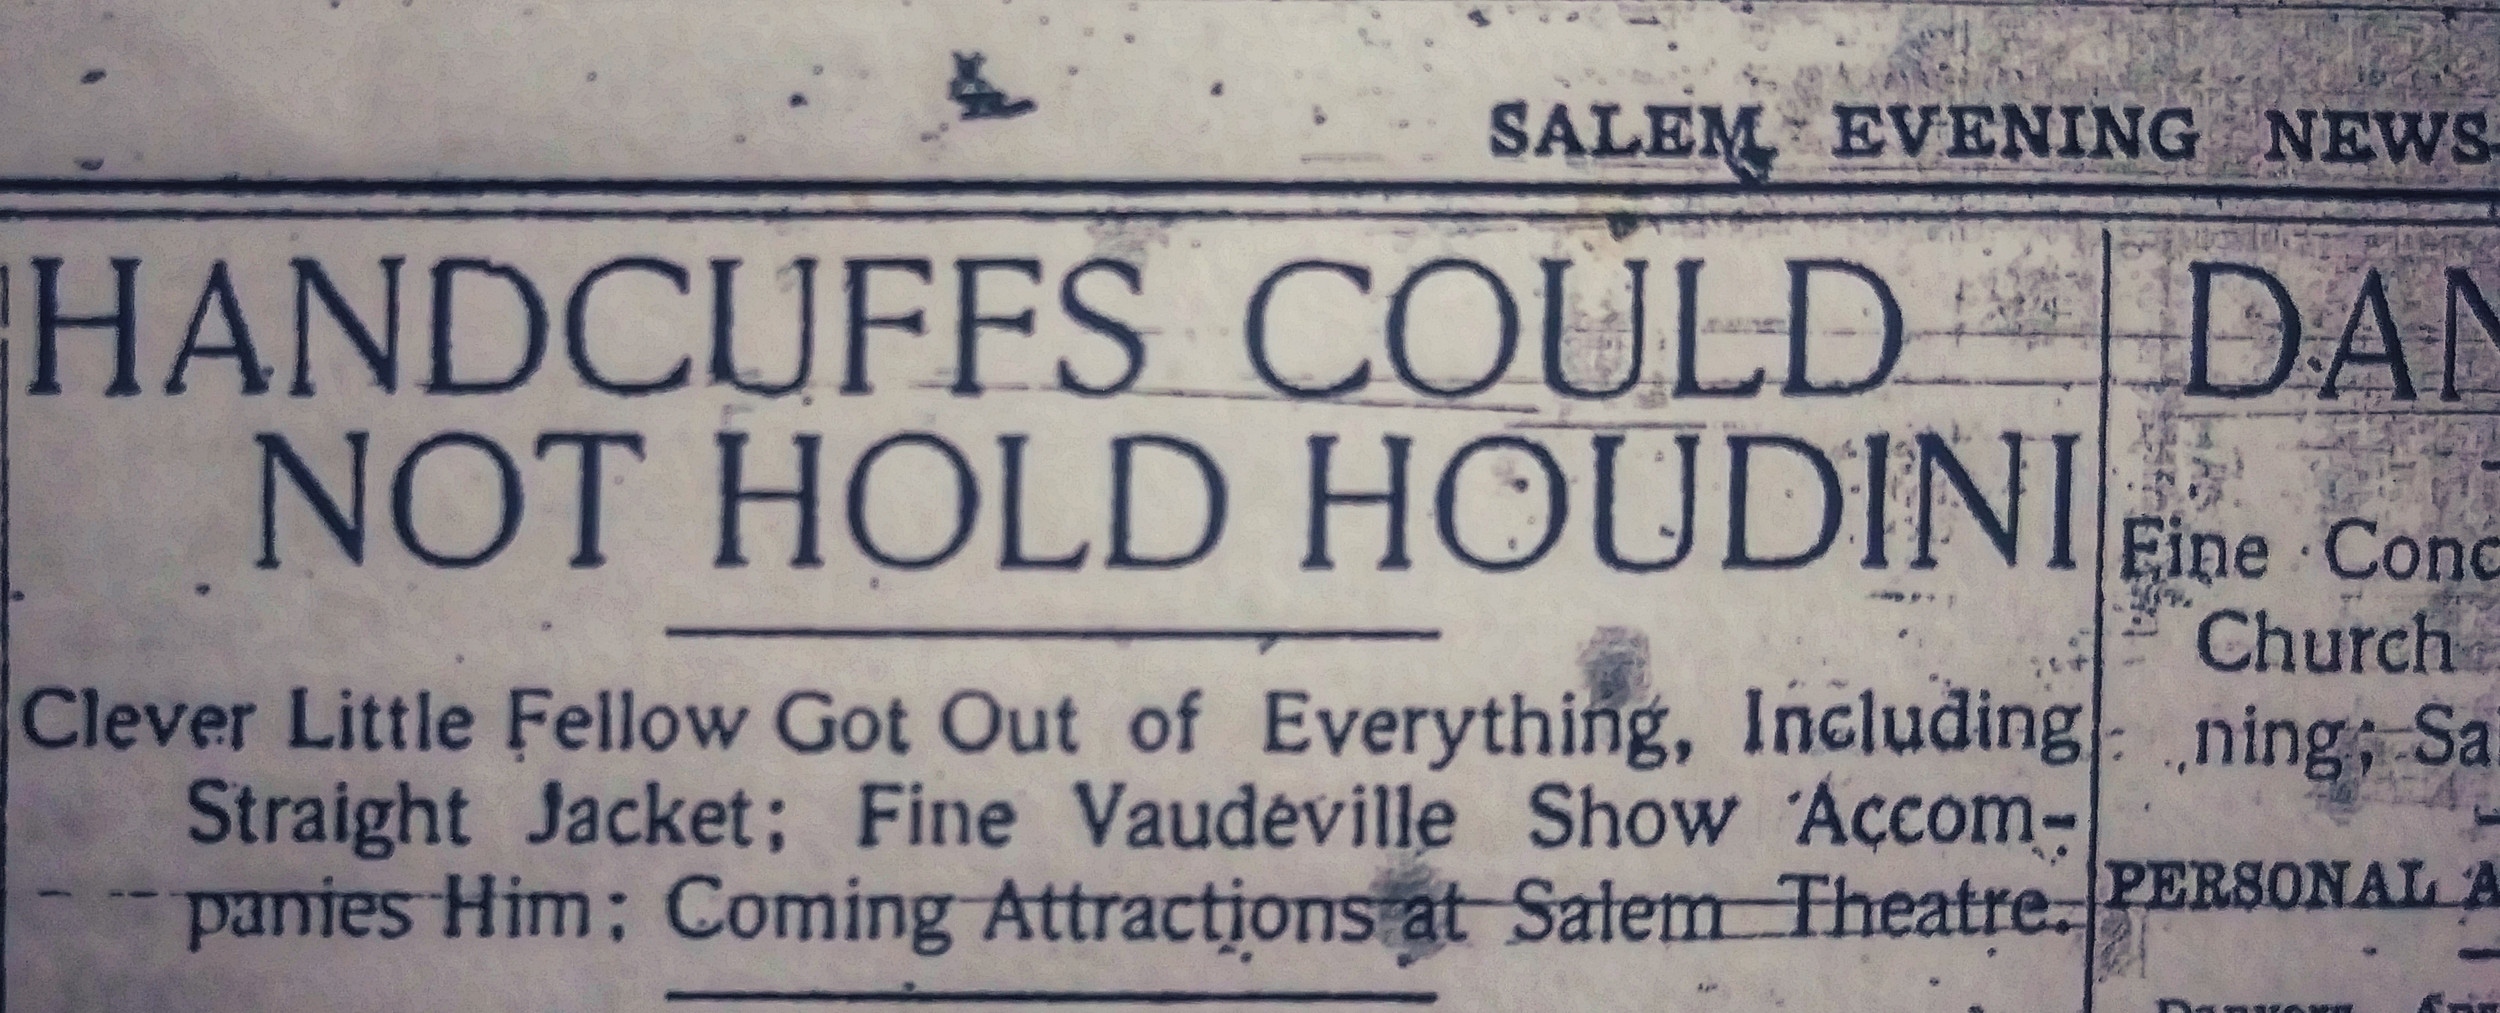 SALEM EVENING NEWS
HANDCUFFS COULD
NOT HOLD HOUDINI
Clever Little Fellow Got Out of Everything, Including
Straight Jacket; Fine Vaudeville Show Accom-
panies Him; Coming Attractions at Salem Theatre.
DAN
Fine Conc
Church
ning; Sa
PERSONAL A